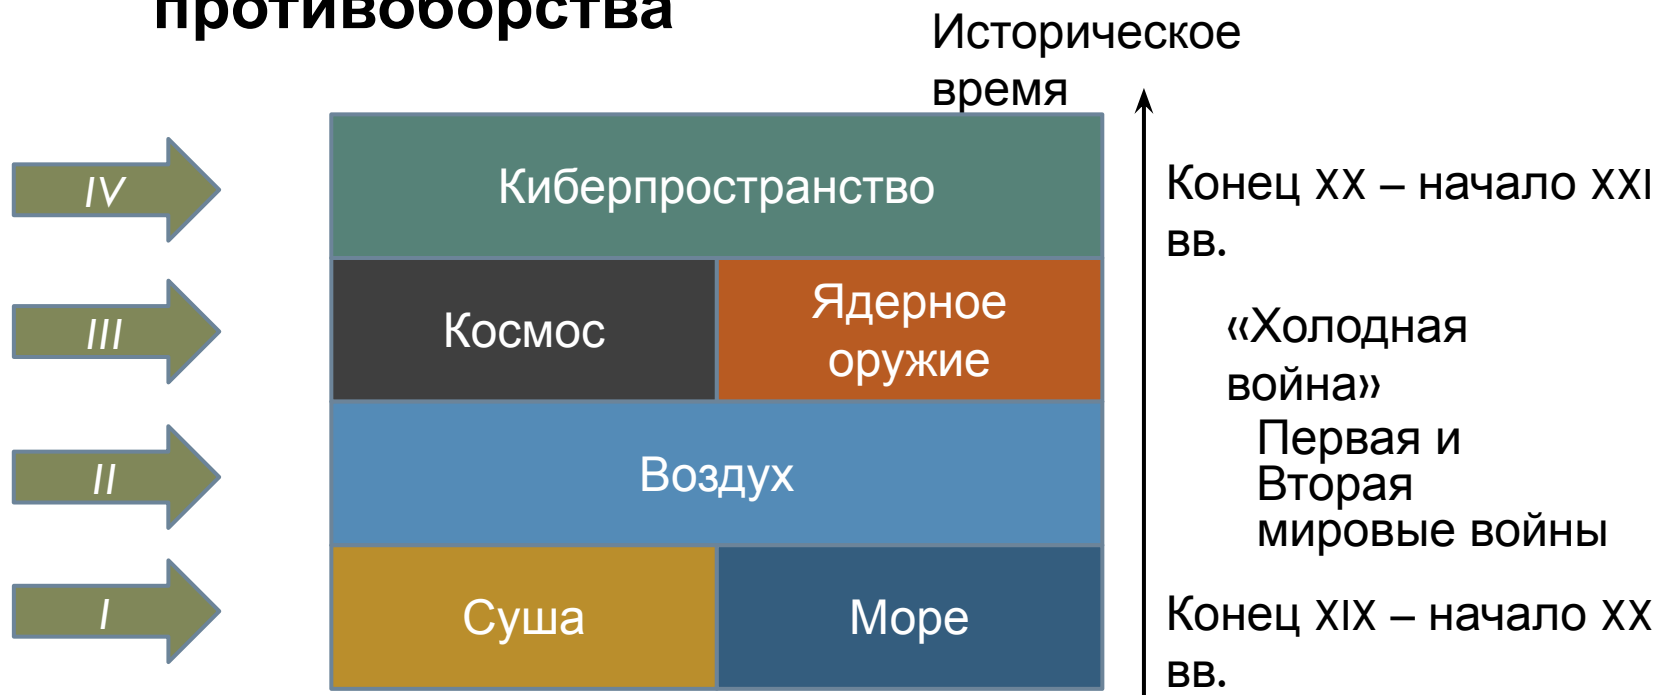 противоборства
Историческое
время
IV
Киберпространство
Конец XX – начало XXI
вв.
III
Космос
Ядерное
оружие
«Холодная
война»
II
Воздух
Первая и
Вторая
мировые войны
I
Суша
Море
Конец XIX – начало XX
вв.